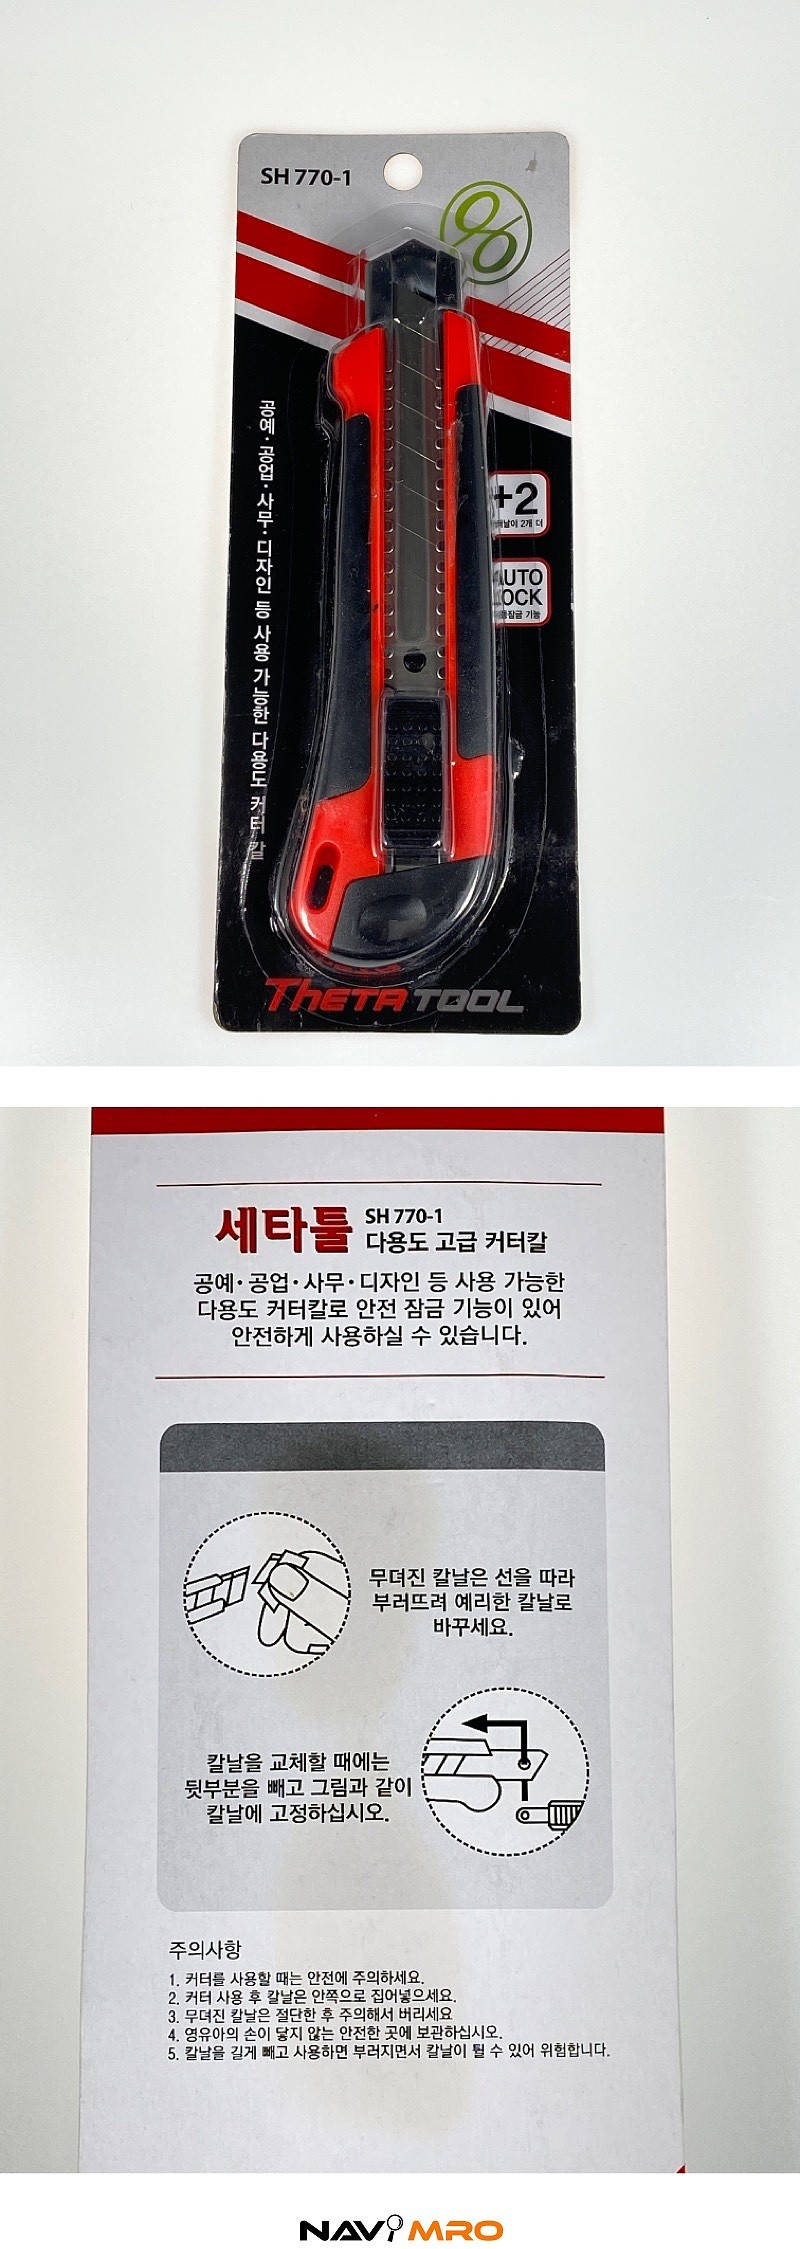 SH 770-1
공예·공업·사무·디자인 등 사용 가능한 다용도 커터 칼
+2
날이 2개 더
AUTO
LOCK
잠금 기능
THETA TOOL
세타툴
SH 770-1
다용도 고급 커터칼
공예·공업·사무·디자인 등 사용 가능한
다용도 커터칼로 안전 잠금 기능이 있어
안전하게 사용하실 수 있습니다.
무뎌진 칼날은 선을 따라
부러뜨려 예리한 칼날로
바꾸세요.
칼날을 교체할 때에는
뒷부분을 빼고 그림과 같이
칼날에 고정하십시오.
주의사항
1. 커터를 사용할 때는 안전에 주의하세요.
2. 커터 사용 후 칼날은 안쪽으로 집어넣으세요.
3. 무뎌진 칼날은 절단한 후 주의해서 버리세요
4. 영유아의 손이 닿지 않는 안전한 곳에 보관하십시오.
5. 칼날을 길게 빼고 사용하면 부러지면서 칼날이 튈 수 있어 위험합니다.
NAVI MRO